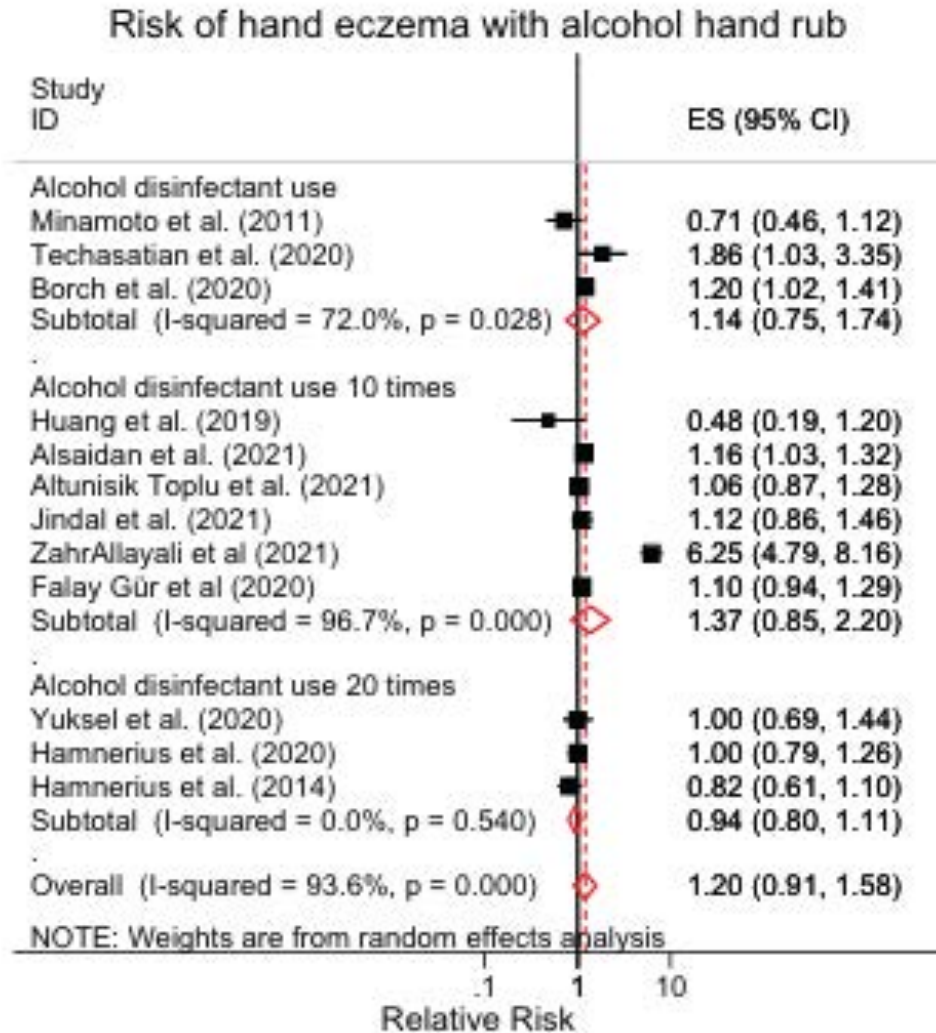 Risk of hand eczema with alcohol hand rub
Study
ID ES (95% CI)
Alcohol disinfectant use
Minamoto et al. (2011) 0.71 (0.46, 1.12)
Techasatian et al. (2020) 1.86 (1.03, 3.35)
Borch et al. (2020) 1.20 (1.02, 1.41)
Subtotal (I-squared = 72.0%, p = 0.028) 1.14 (0.75, 1.74)
.
Alcohol disinfectant use 10 times
Huang et al. (2019) 0.48 (0.19, 1.20)
Alsaidan et al. (2021) 1.16 (1.03, 1.32)
Altunisik Toplu et al. (2021) 1.06 (0.87, 1.28)
Jindal et al. (2021) 1.12 (0.86, 1.46)
ZahrAllayali et al (2021) 6.25 (4.79, 8.16)
Falay Gür et al (2020) 1.10 (0.94, 1.29)
Subtotal (I-squared = 96.7%, p = 0.000) 1.37 (0.85, 2.20)
.
Alcohol disinfectant use 20 times
Yuksel et al. (2020) 1.00 (0.69, 1.44)
Hamnerius et al. (2020) 1.00 (0.79, 1.26)
Hamnerius et al. (2014) 0.82 (0.61, 1.10)
Subtotal (I-squared = 0.0%, p = 0.540) 0.94 (0.80, 1.11)
.
Overall (I-squared = 93.6%, p = 0.000) 1.20 (0.91, 1.58)
NOTE: Weights are from random effects analysis
.1 1 10
Relative Risk